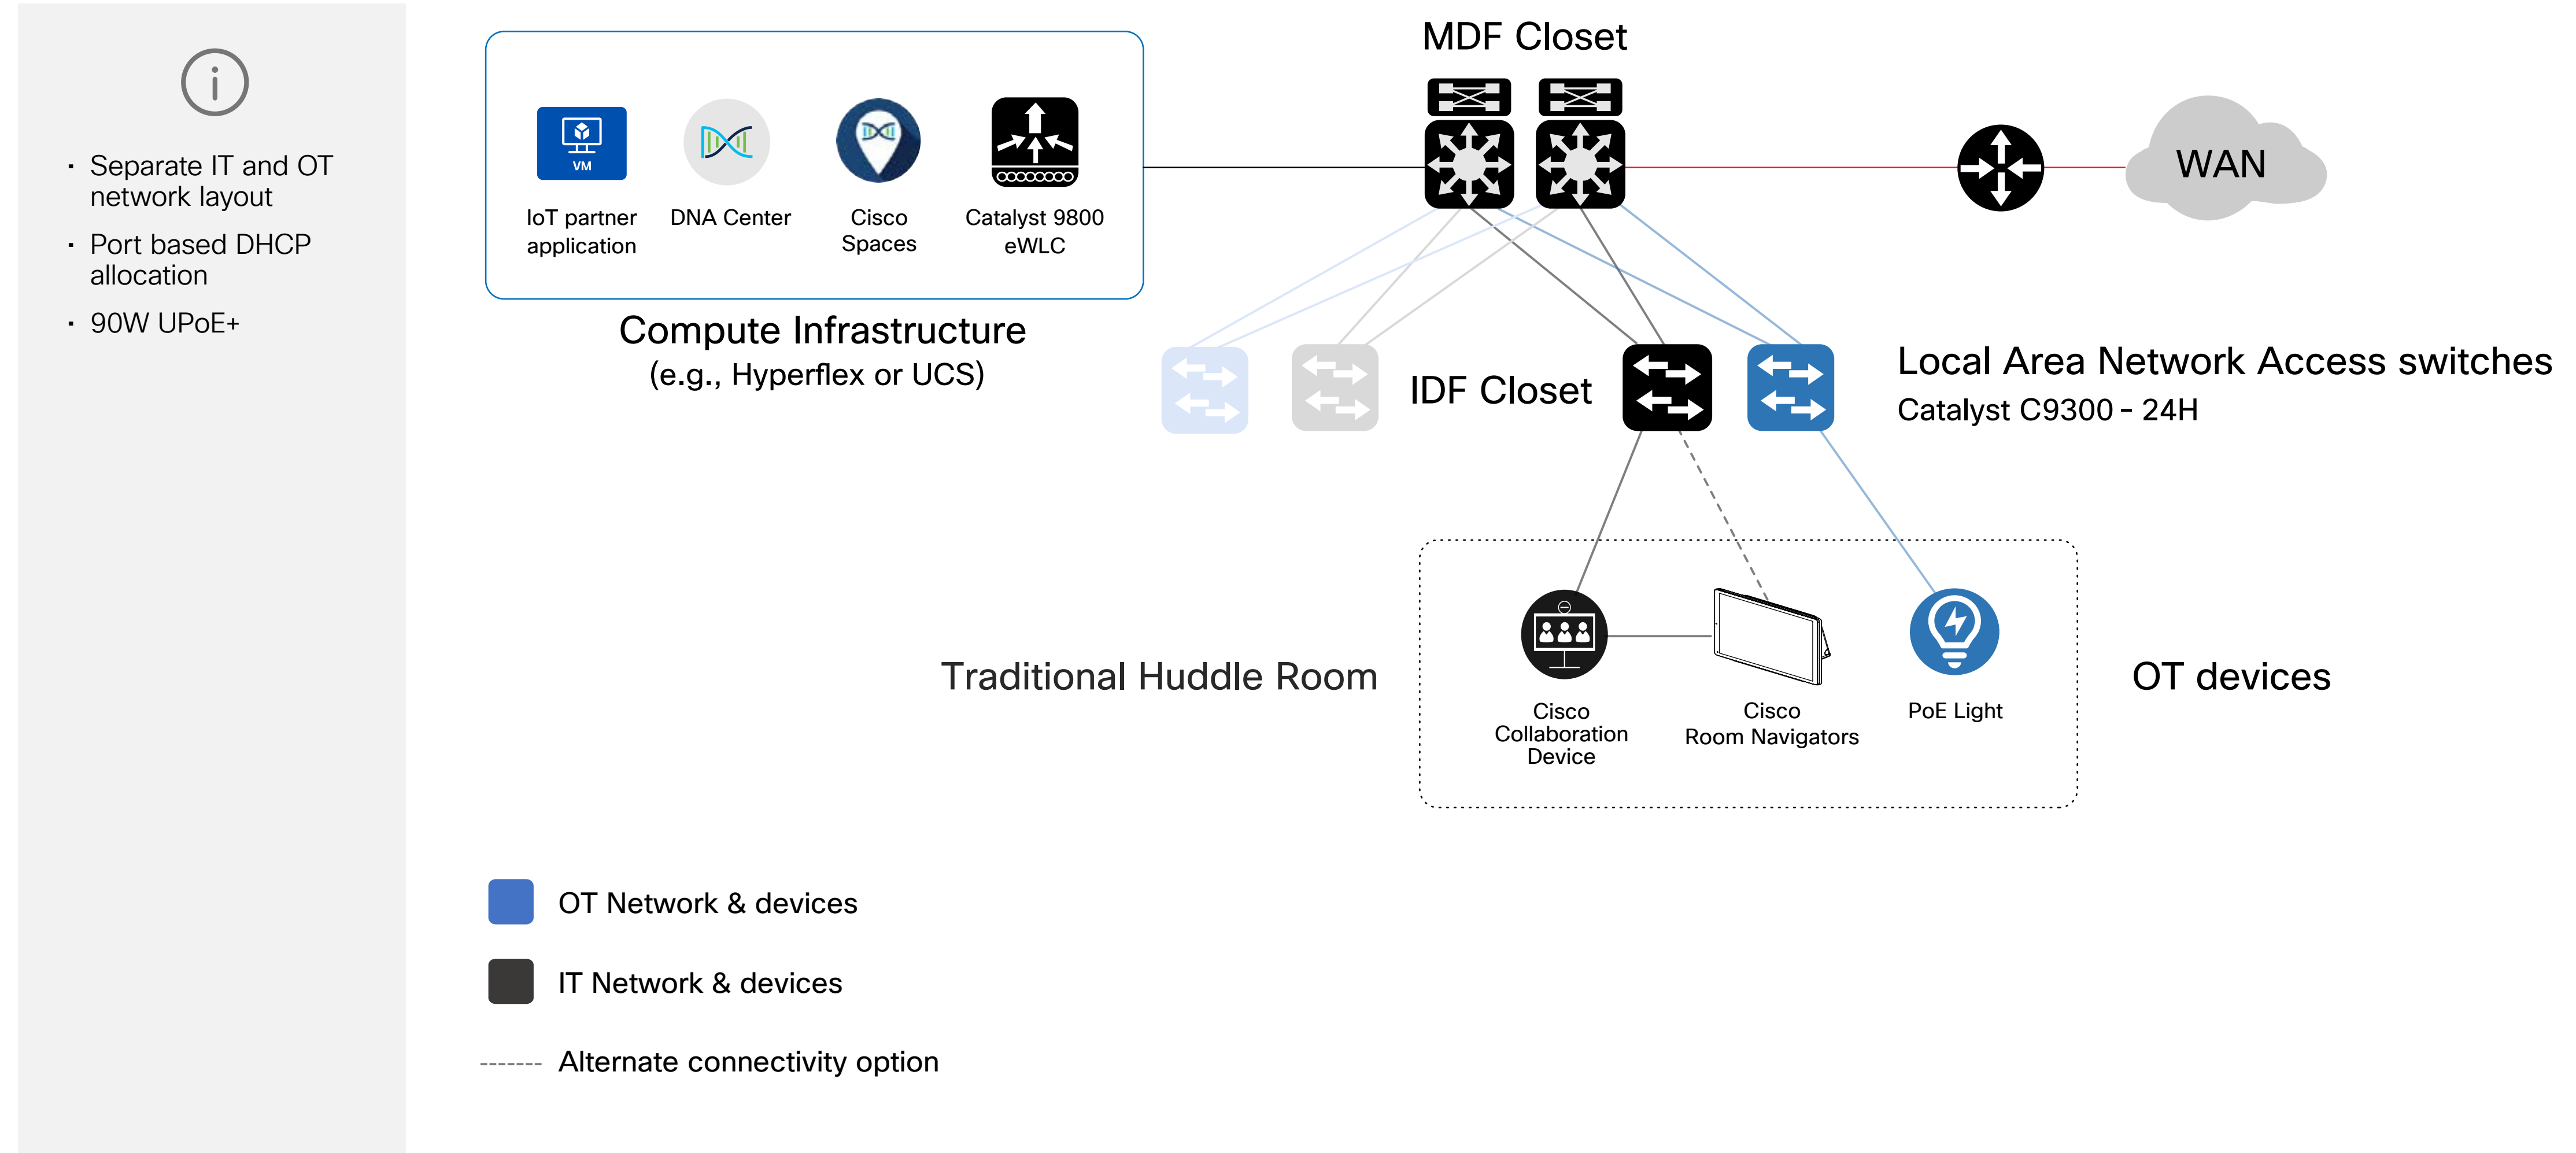 i
· Separate IT and OT
network layout
· Port based DHCP
allocation
· 90W UPoE+
VM
IoT partner
application
DNA Center
Cisco
Spaces
Catalyst 9800
eWLC
Compute Infrastructure
(e.g., Hyperflex or UCS)
MDF Closet
WAN
IDF Closet
Local Area Network Access switches
Catalyst C9300 - 24H
Traditional Huddle Room
Cisco
Collaboration
Device
Cisco
Room Navigators
PoE Light
OT devices
OT Network & devices
IT Network & devices
Alternate connectivity option